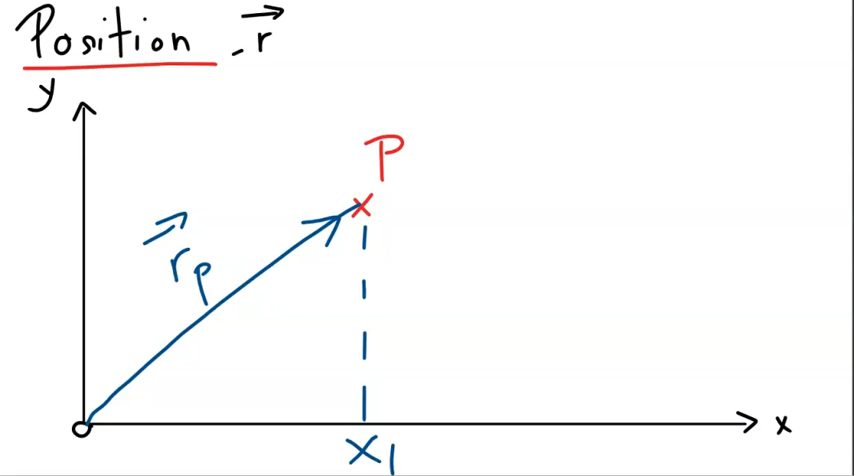 Position - r⃗
y
P
r⃗ₚ
x
x₁